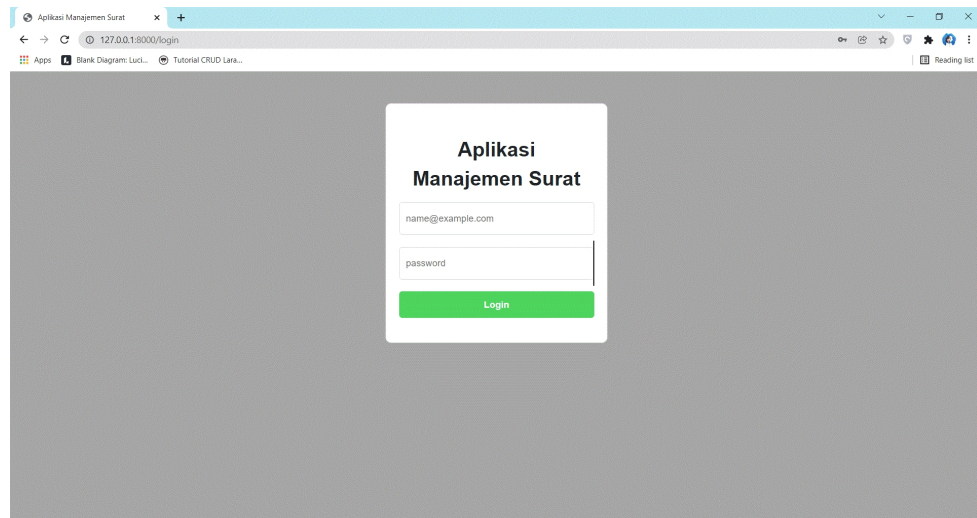 Aplikasi Manajemen Surat
127.0.0.1:8000/login
Apps Blank Diagram: Luci... Tutorial CRUD Lara... Reading list
Aplikasi
Manajemen Surat
name@example.com
password
Login